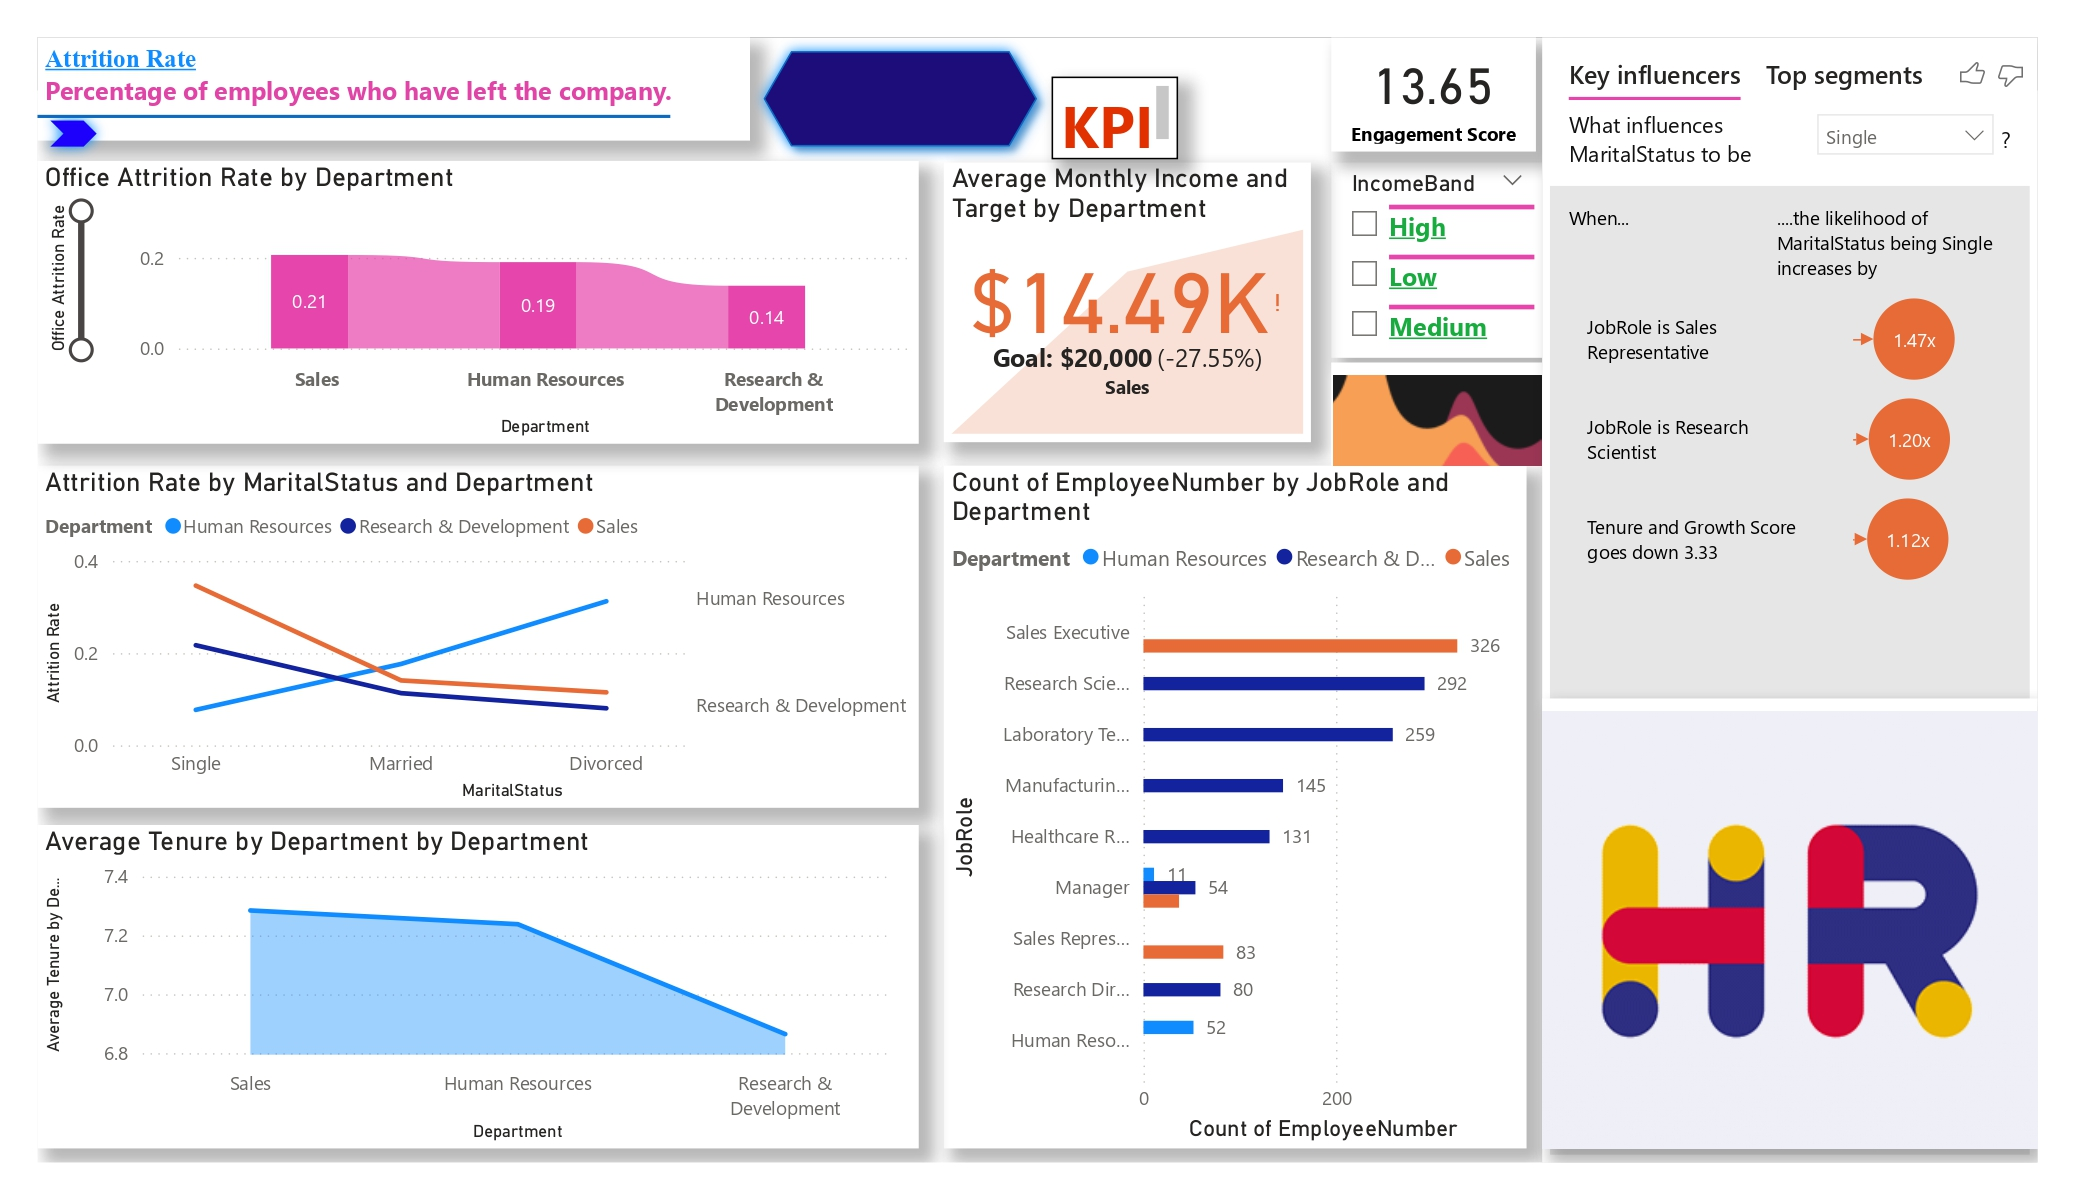 Attrition Rate
Percentage of employees who have left the company.
KPI
13.65
Engagement Score
Office Attrition Rate by Department
Office Attrition Rate
0.2
0.0
0.21
0.19
0.14
Sales
Human Resources
Research &
Development
Department
Average Monthly Income and
Target by Department
$14.49K!
Goal: $20,000 (-27.55%)
Sales
IncomeBand
High
Low
Medium
Attrition Rate by MaritalStatus and Department
Department Human Resources Research & Development Sales
Attrition Rate
0.4
0.2
0.0
Human Resources
Research & Development
Single
Married
Divorced
MaritalStatus
Average Tenure by Department by Department
Average Tenure by De...
7.4
7.2
7.0
6.8
Sales
Human Resources
Research &
Development
Department
Count of EmployeeNumber by JobRole and
Department
Department Human Resources Research & D... Sales
JobRole
Sales Executive 326
Research Scie... 292
Laboratory Te... 259
Manufacturin... 145
Healthcare R... 131
11
Manager 54
Sales Repres... 83
Research Dir... 80
Human Reso... 52
0 200
Count of EmployeeNumber
Key influencers Top segments
What influences
MaritalStatus to be
Single
?
When...
....the likelihood of
MaritalStatus being Single
increases by
JobRole is Sales
Representative
1.47x
JobRole is Research
Scientist
1.20x
Tenure and Growth Score
goes down 3.33
1.12x
HR